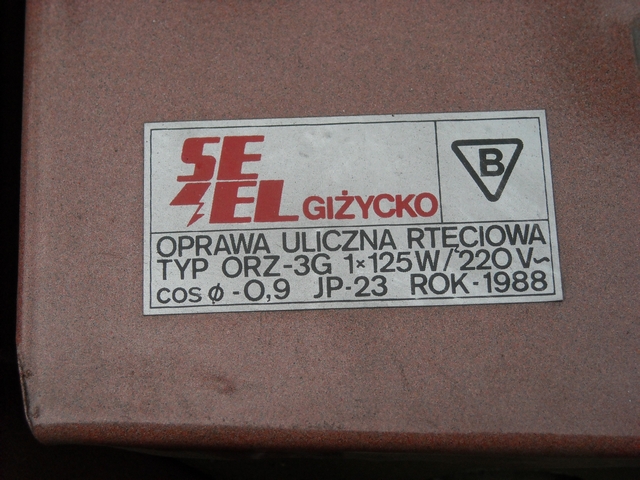 SE
EL GIŻYCKO
B
OPRAWA ULICZNA RTĘCIOWA
TYP ORZ-3G 1×125W/220V~
cos φ -0,9 JP-23 ROK-1988